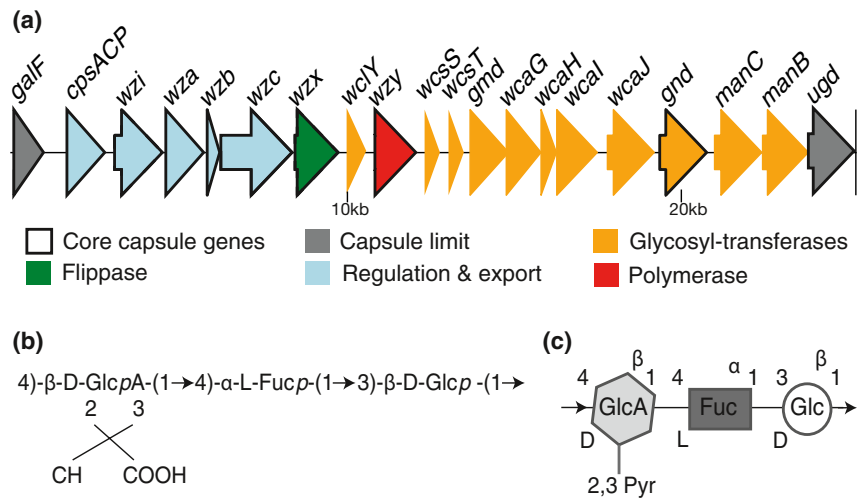 (a)
galF cpsACP wzi wza wzb wzc wzx wclY wzy wcsS wcsT gmd wcaG wcaH wcaI wcaJ gnd manC manB ugd
10kb 20kb
Core capsule genes Capsule limit Glycosyl-transferases
Flippase Regulation & export Polymerase
(b)
4)-β-D-GlcpA-(1→4)-α-L-Fucp-(1→3)-β-D-Glcp -(1→
2 3
CH COOH
(c)
4 β 1 4 α 1 3 β 1
GlcA Fuc Glc
D L D
2,3 Pyr